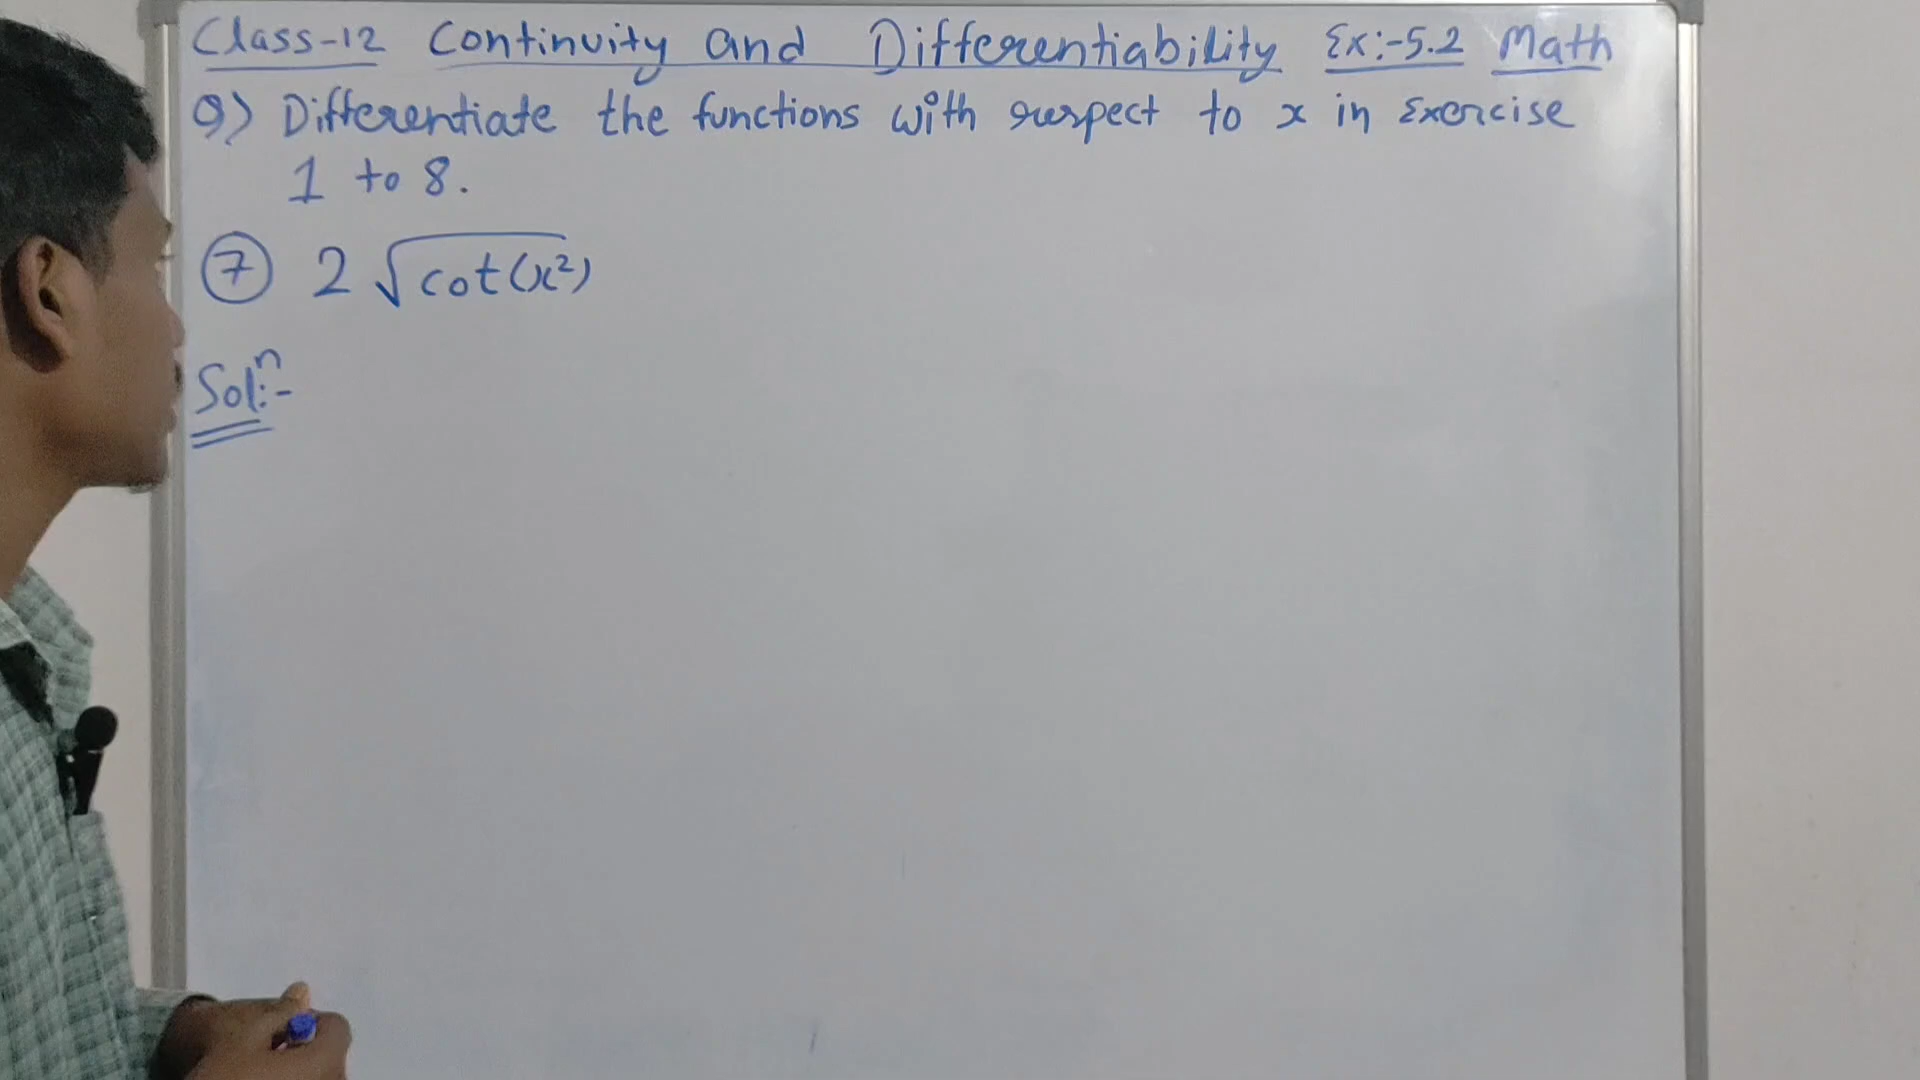 Class-12 Continuity and Differentiability Ex:-5.2 Math
Q) Differentiate the functions with respect to x in Exercise
1 to 8.
⑦ 2√cot(x²)
Solⁿ:-